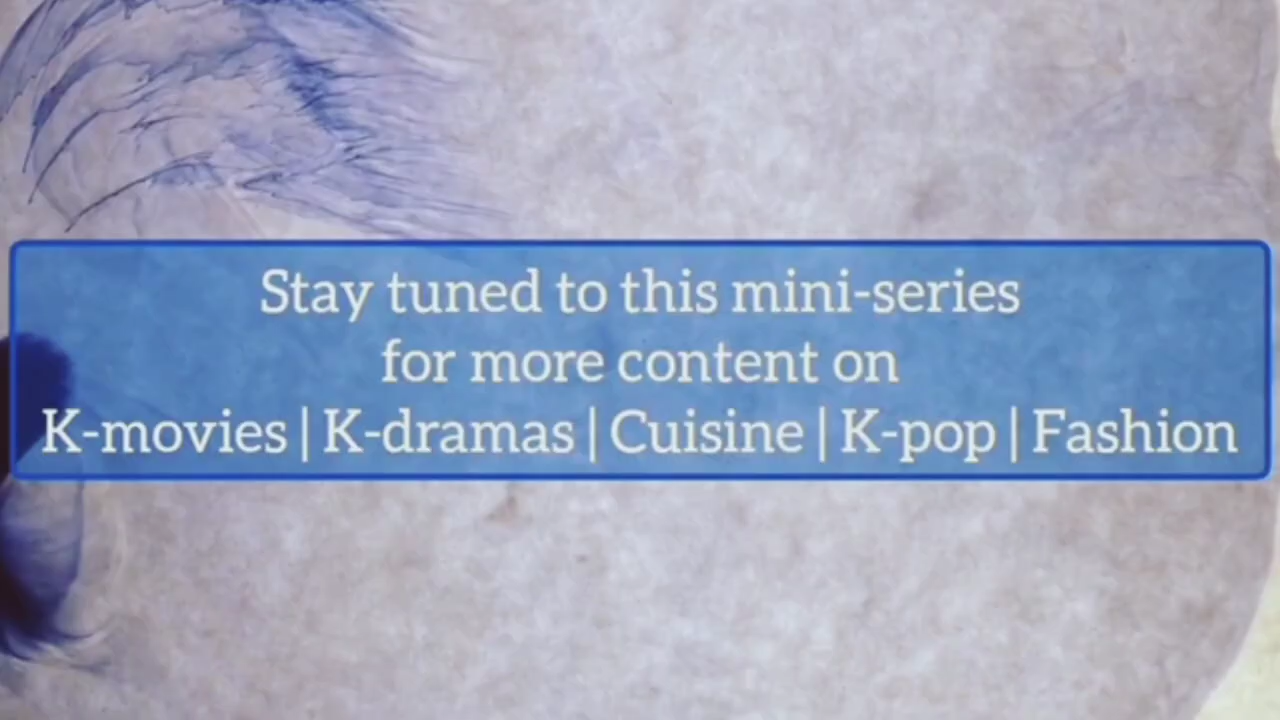 Stay tuned to this mini-series
for more content on
K-movies | K-dramas | Cuisine | K-pop | Fashion